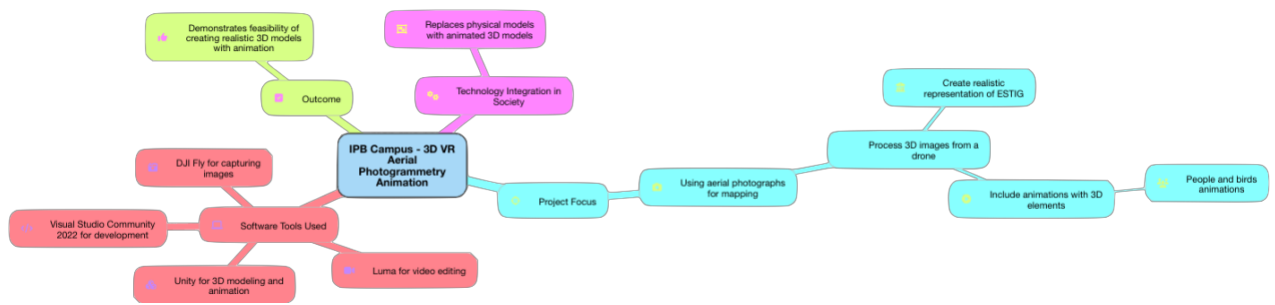 IPB Campus - 3D VR
Aerial
Photogrammetry
Animation
Outcome
Demonstrates feasibility of
creating realistic 3D models
with animation
Technology Integration in
Society
Replaces physical models
with animated 3D models
Project Focus
Using aerial photographs
for mapping
Process 3D images from a
drone
Create realistic
representation of ESTIG
Include animations with 3D
elements
People and birds
animations
Software Tools Used
DJI Fly for capturing
images
Visual Studio Community
2022 for development
Unity for 3D modeling and
animation
Luma for video editing